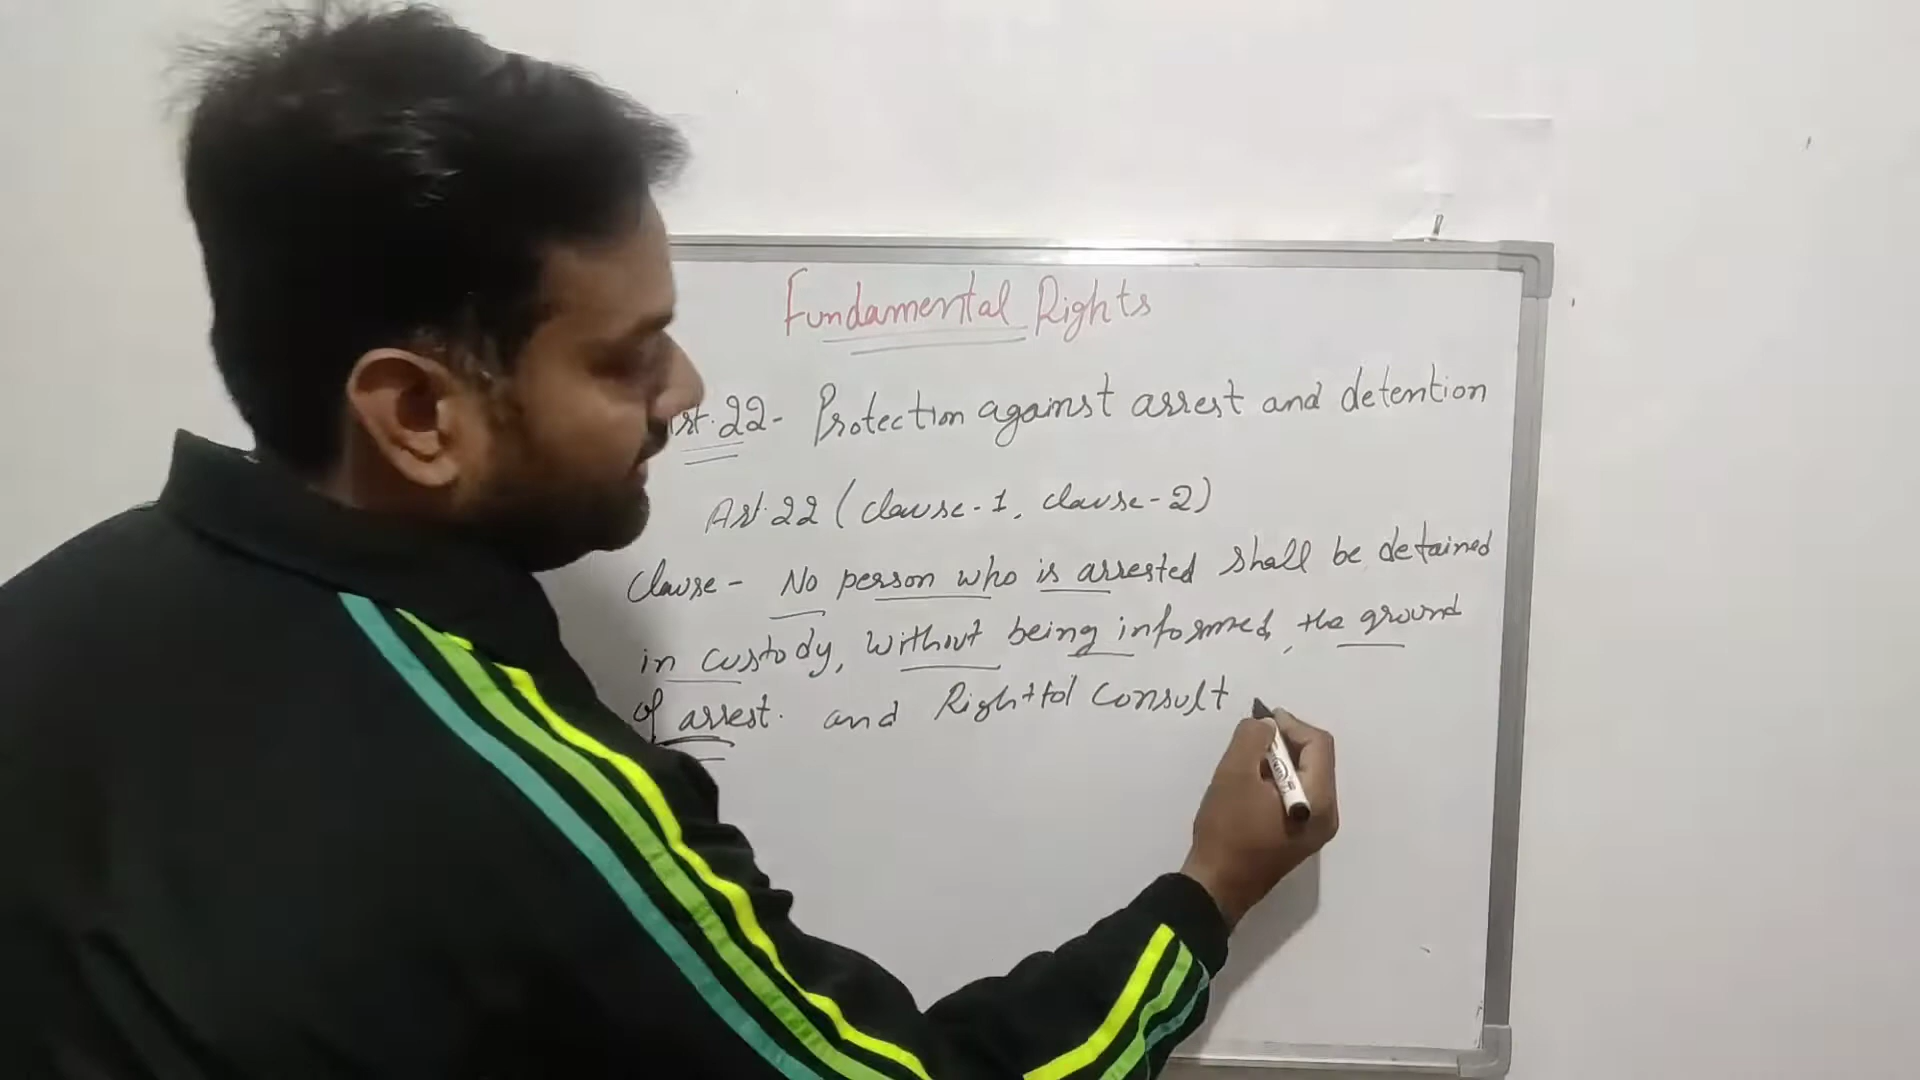 Fundamental Rights
Art. 22- Protection against arrest and detention
Art. 22 (clause-1, clause-2)
Clause- No person who is arrested shall be detained
in custody, without being informed, the ground
of arrest. and Right to consult